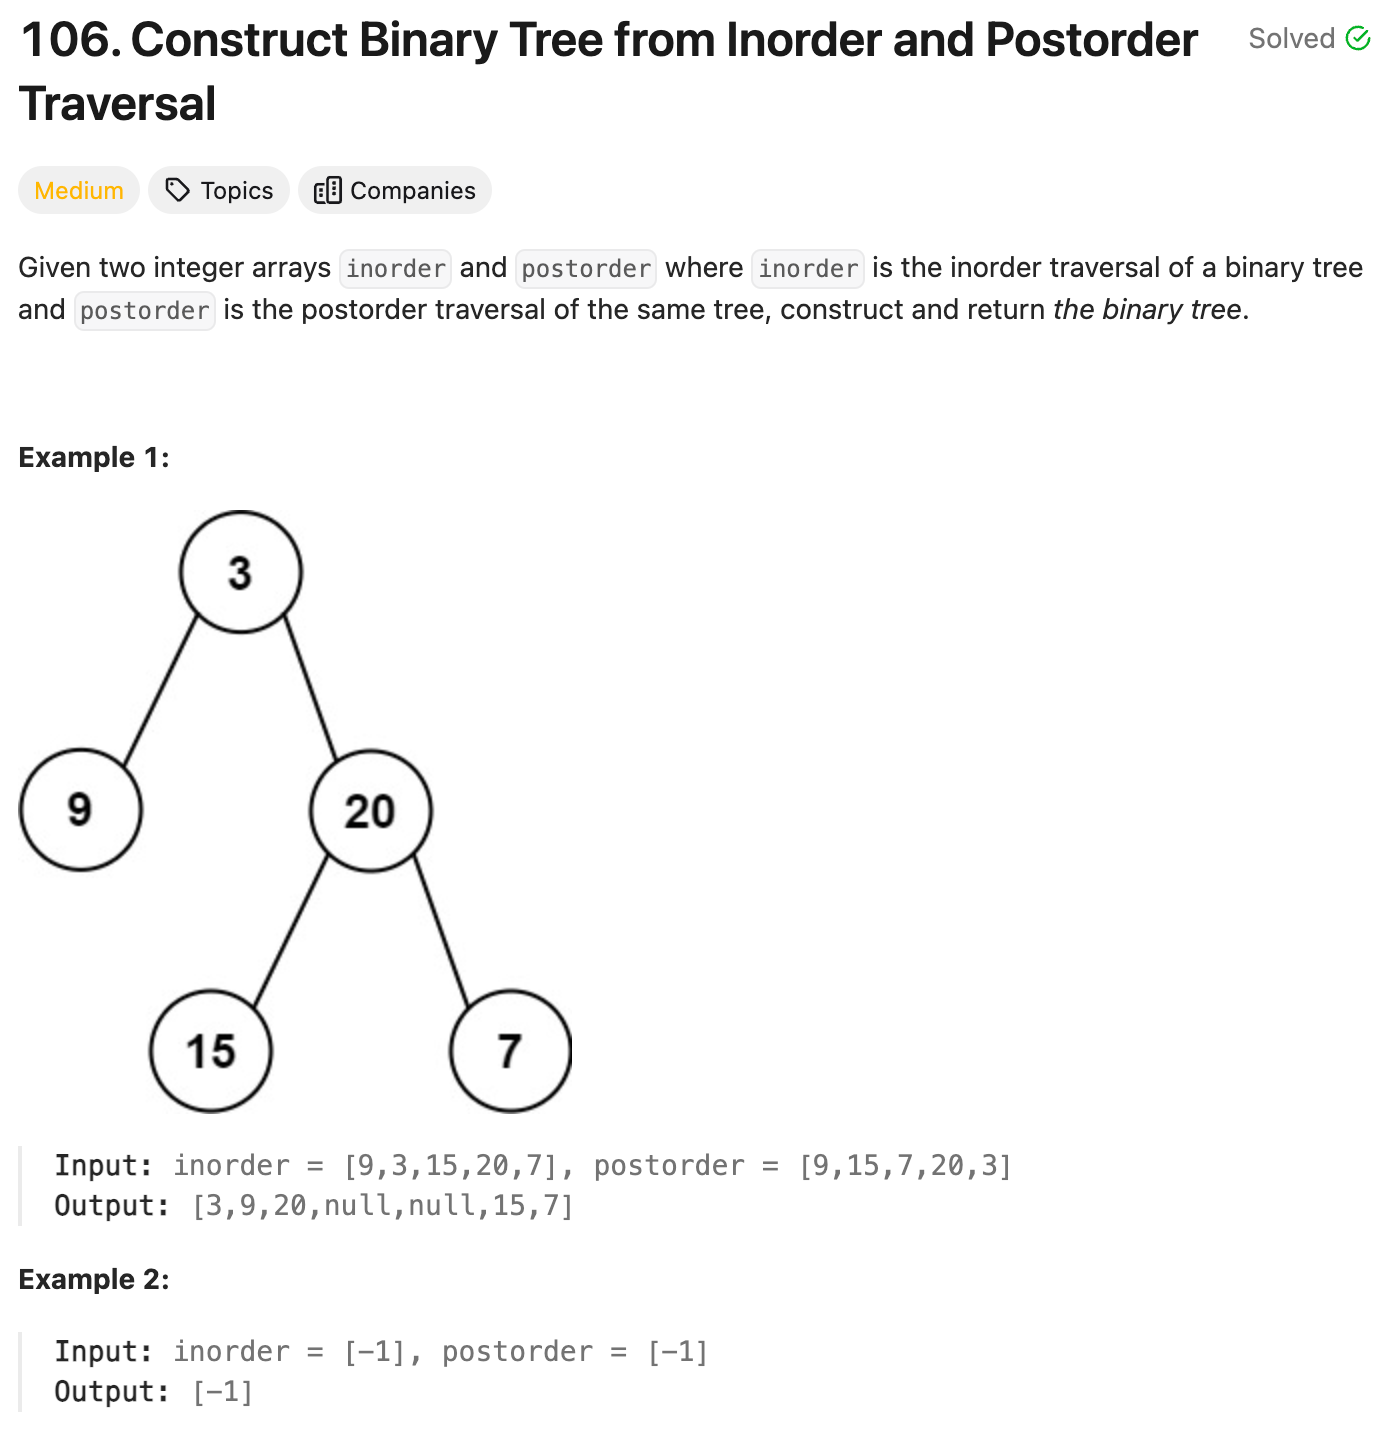 106. Construct Binary Tree from Inorder and Postorder
Traversal
Solved
Medium
Topics
Companies
Given two integer arrays inorder and postorder where inorder is the inorder traversal of a binary tree
and postorder is the postorder traversal of the same tree, construct and return the binary tree.
Example 1:
3
9
20
15
7
Input: inorder = [9,3,15,20,7], postorder = [9,15,7,20,3]
Output: [3,9,20,null,null,15,7]
Example 2:
Input: inorder = [-1], postorder = [-1]
Output: [-1]